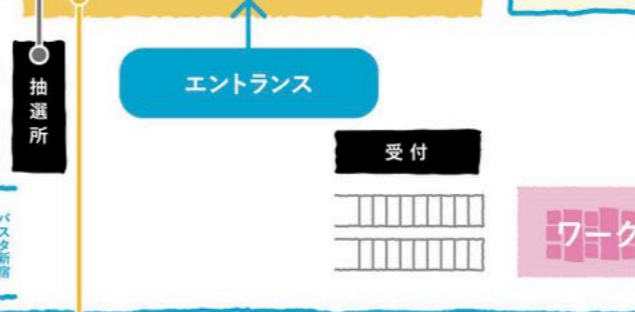 抽選所
エントランス
受付
バスタ新宿
ワーク